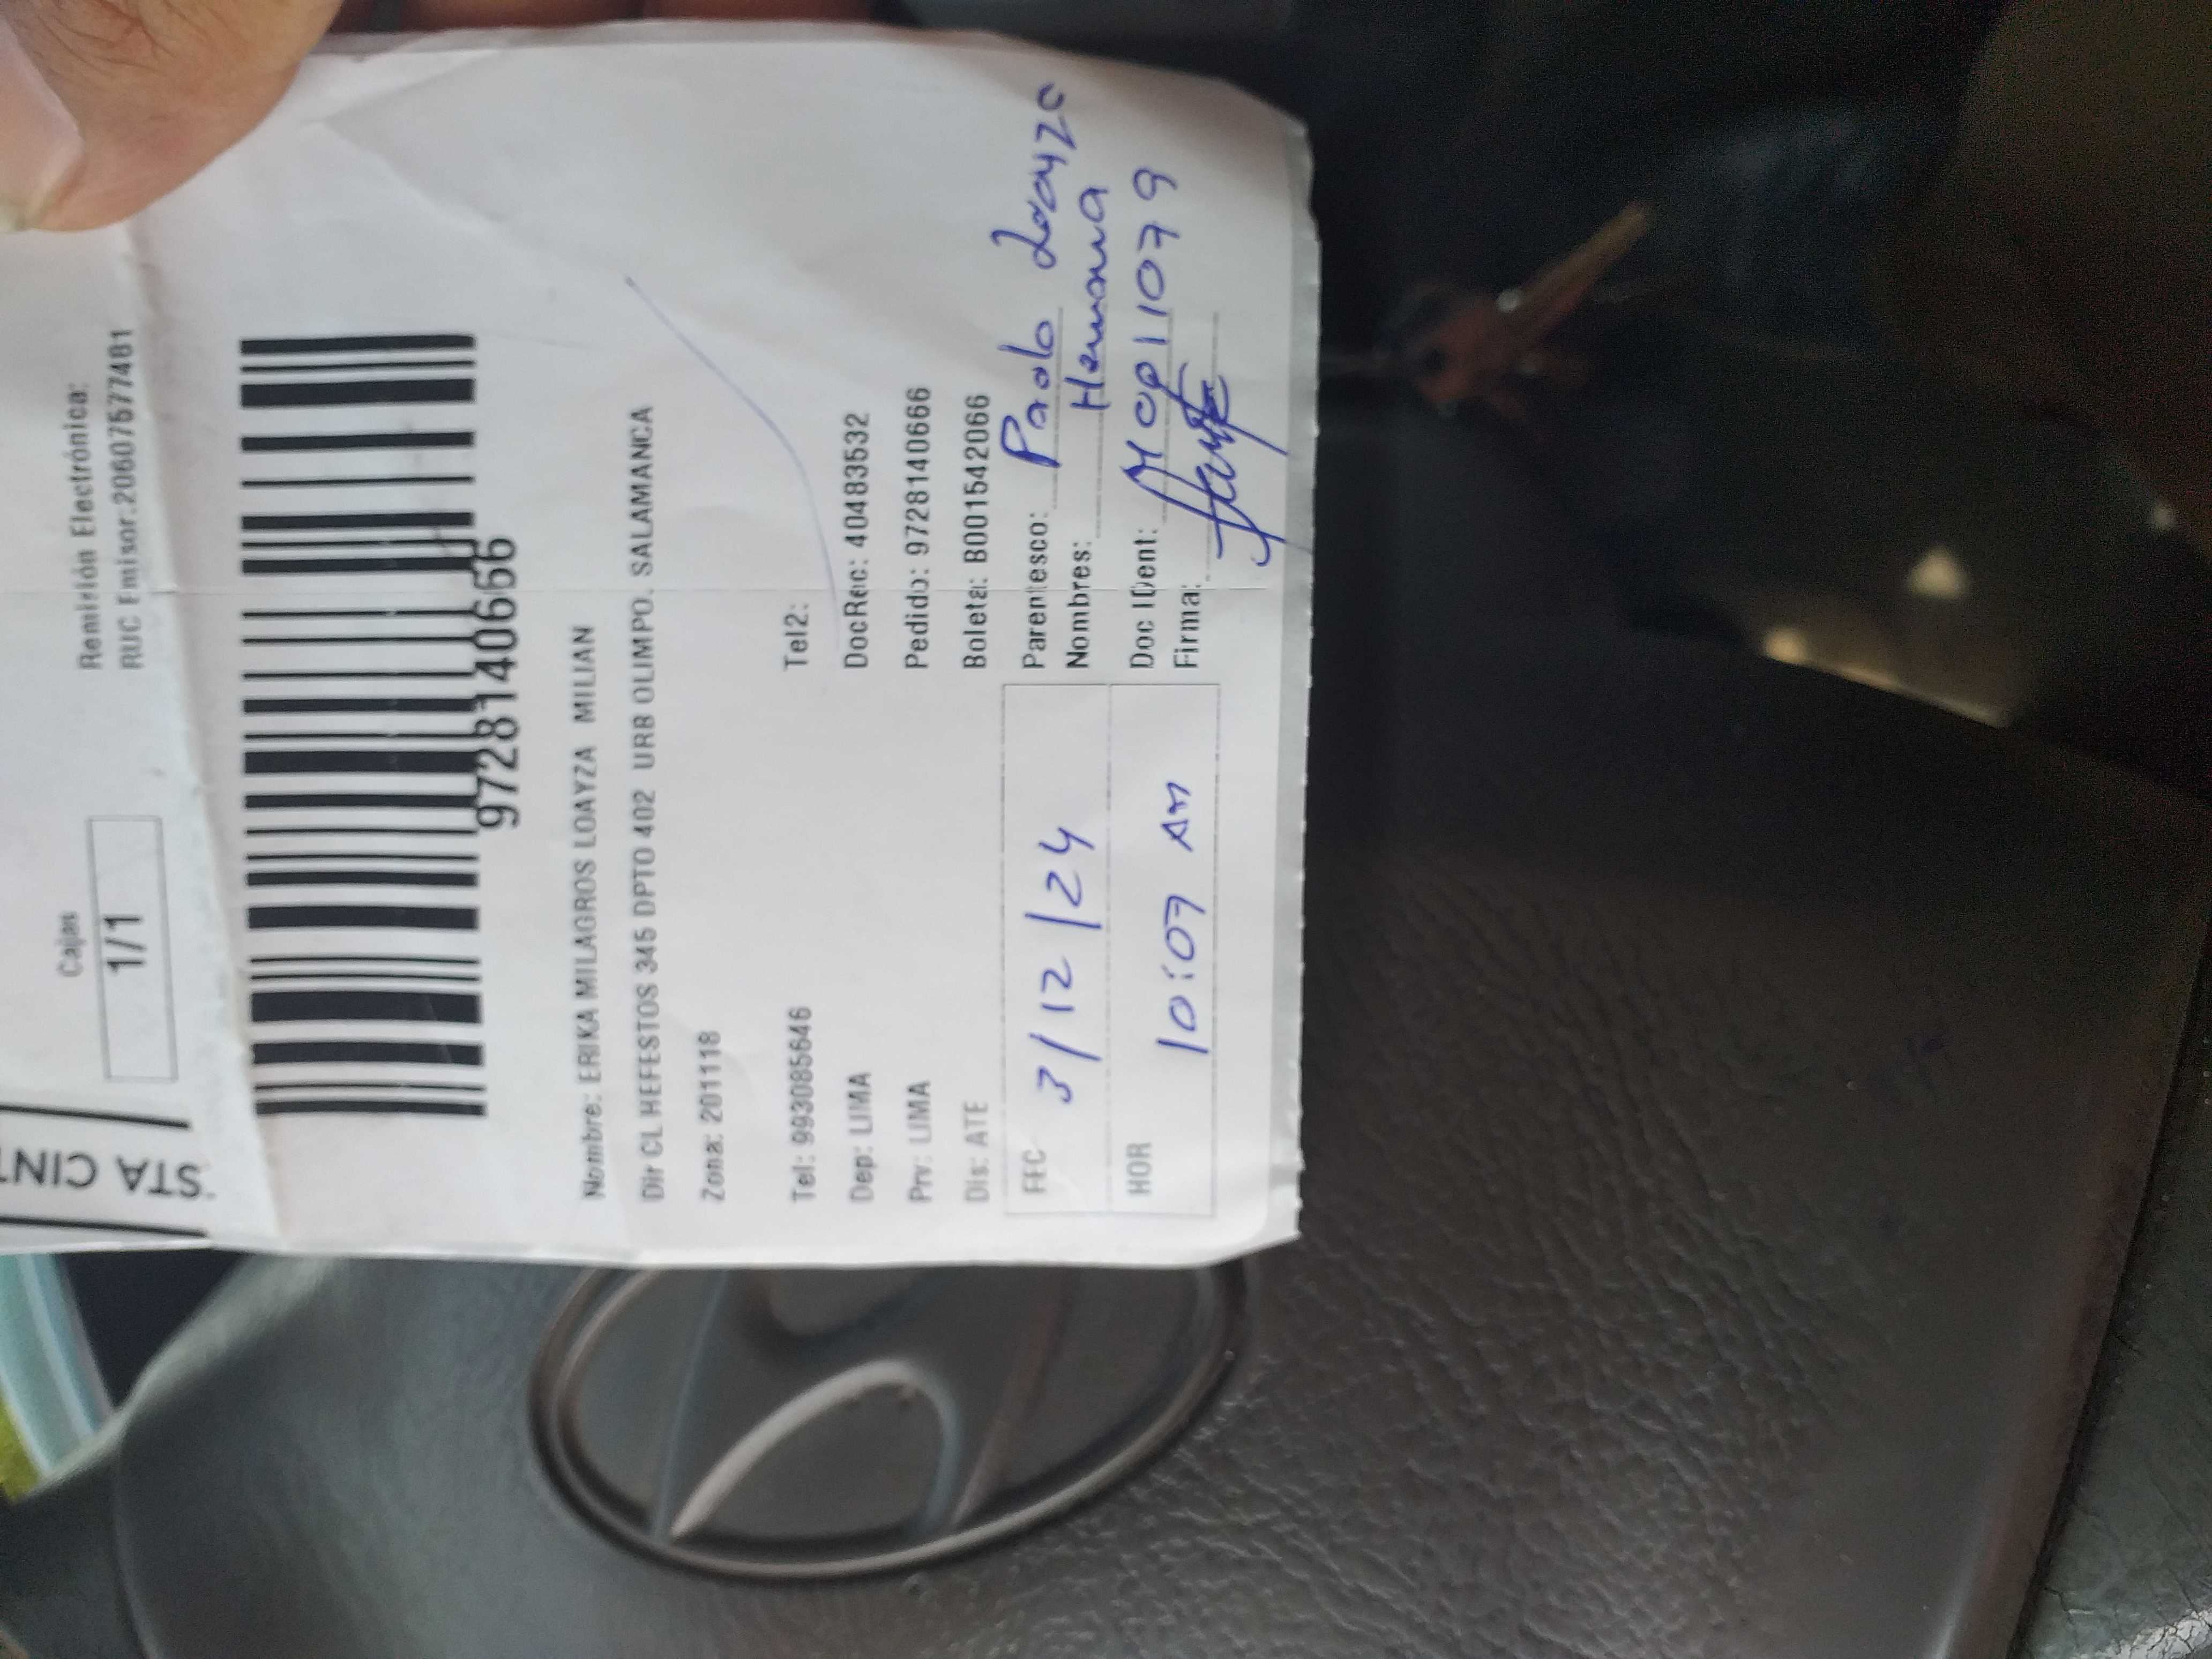 Remisión Electrónica:
RUC Emisor:20607577481
Cajas
1/1
STA CINT
9728140666
Nombre: ERIKA MILAGROS LOAYZA MILIAN
Dir CL HEFESTOS 345 DPTO 402 URB OLIMPO. SALAMANCA
Zona: 201118
Tel: 993085646 Tel2:
Dep: LIMA DocRec: 40483532
Prv: LIMA Pedido: 9728140666
Dis: ATE Boleta: B001542066
FEC 3/12/24 Parentesco: Paolo Loayza
Nombres: Hermana
HOR 10:07 AM Doc IDent: 40011079
Firma: